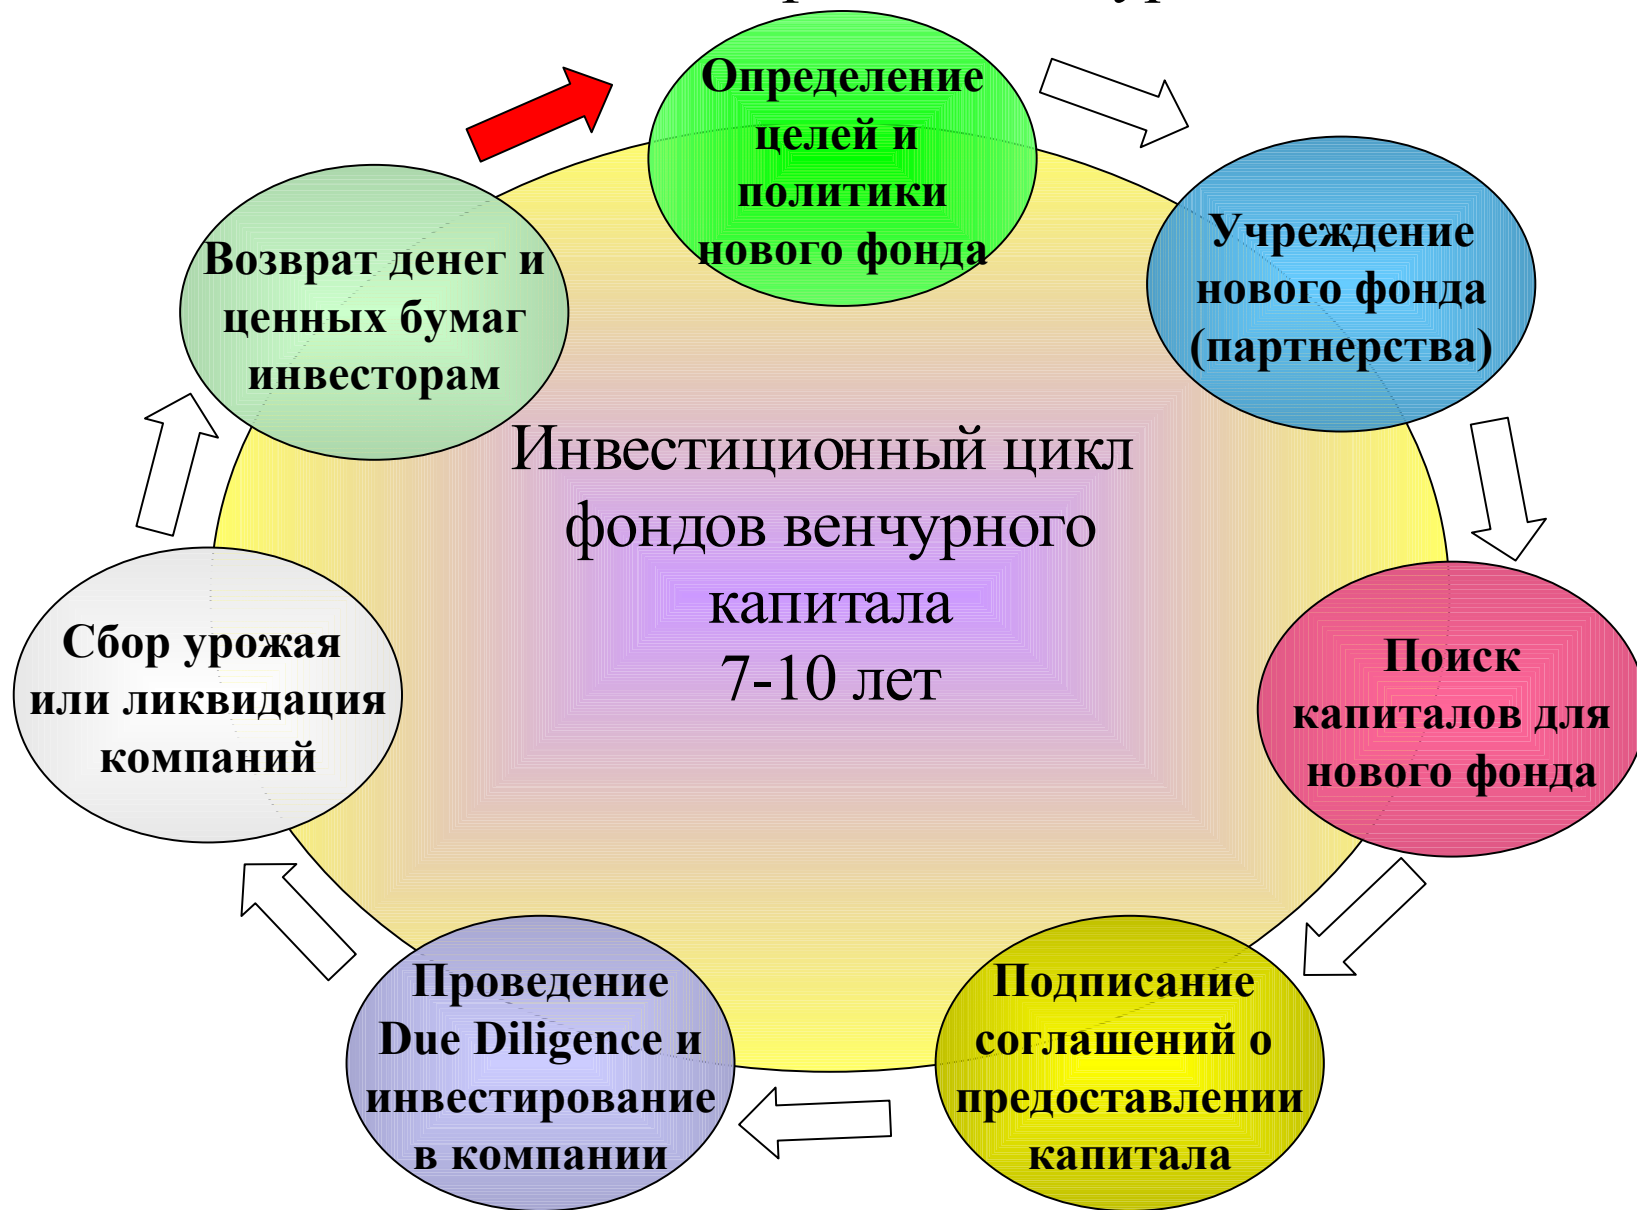 Определение
целей и
политики
нового фонда
Учреждение
нового фонда
(партнерства)
Поиск
капиталов для
нового фонда
Подписание
соглашений о
предоставлении
капитала
Проведение
Due Diligence и
инвестирование
в компании
Сбор урожая
или ликвидация
компаний
Возврат денег и
ценных бумаг
инвесторам
Инвестиционный цикл
фондов венчурного
капитала
7-10 лет